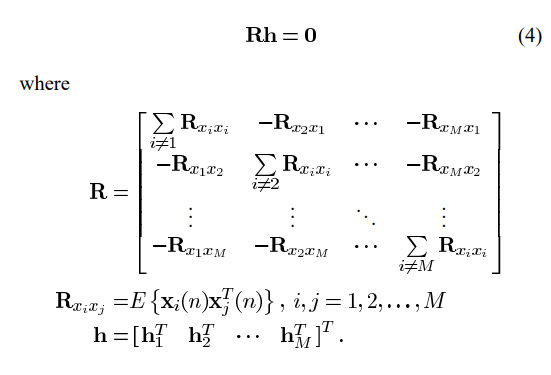 Rh = 0 (4)
where
R = [ ∑_{i≠1} R_{x_i x_i} −R_{x_2 x_1} ⋯ −R_{x_M x_1}
−R_{x_1 x_2} ∑_{i≠2} R_{x_i x_i} ⋯ −R_{x_M x_2}
⋮ ⋮ ⋱ ⋮
−R_{x_1 x_M} −R_{x_2 x_M} ⋯ ∑_{i≠M} R_{x_i x_i} ]
R_{x_i x_j} = E {x_i(n) x_j^T(n)} , i, j = 1, 2, . . . , M
h = [h_1^T h_2^T ⋯ h_M^T]^T .